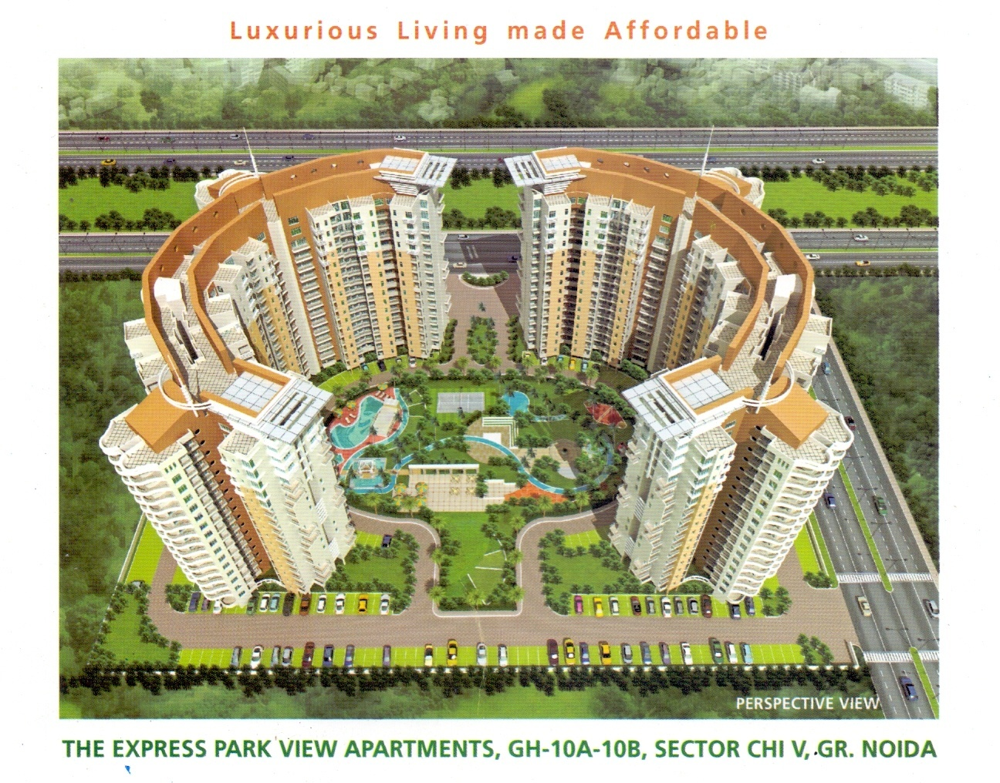 Luxurious Living made Affordable
PERSPECTIVE VIEW
THE EXPRESS PARK VIEW APARTMENTS, GH-10A-10B, SECTOR CHI V, GR. NOIDA